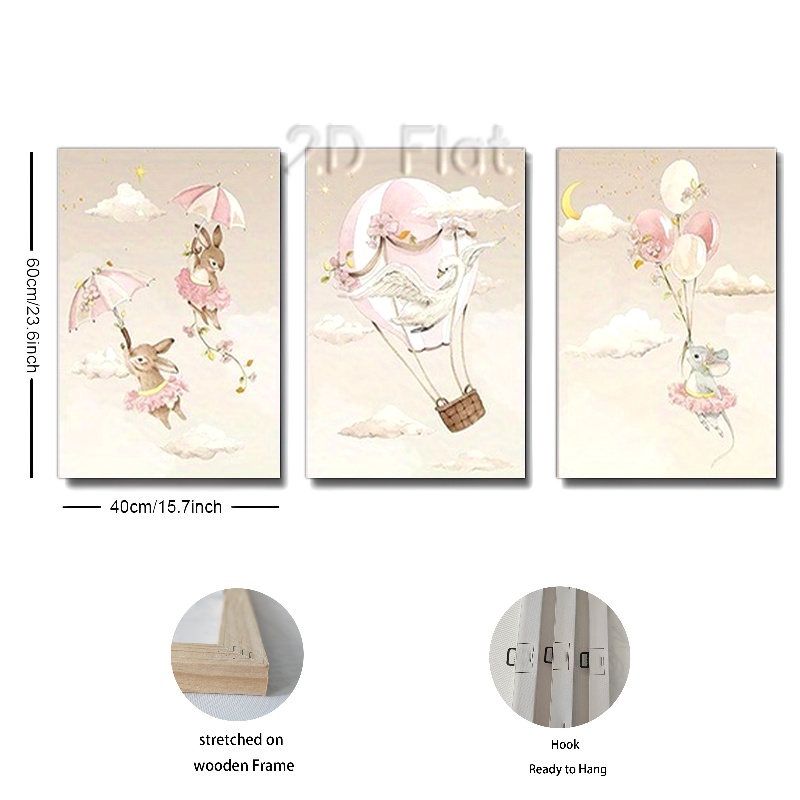 2D Flat
60cm/23.6inch
40cm/15.7inch
stretched on
wooden Frame
Hook
Ready to Hang